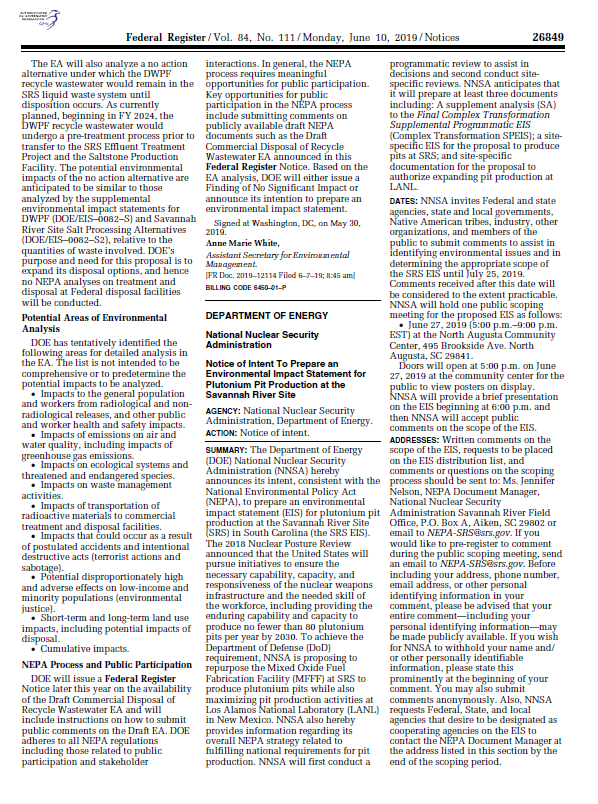 AUTHENTICATED
U.S. GOVERNMENT
INFORMATION
GPO
Federal Register / Vol. 84, No. 111 / Monday, June 10, 2019 / Notices
26849
The EA will also analyze a no action
alternative under which the DWPF
recycle wastewater would remain in the
SRS liquid waste system until
disposition occurs. As currently
planned, beginning in FY 2024, the
DWPF recycle wastewater would
undergo a pre-treatment process prior to
transfer to the SRS Effluent Treatment
Project and the Saltstone Production
Facility. The potential environmental
impacts of the no action alternative are
anticipated to be similar to those
analyzed by the supplemental
environmental impact statements for
DWPF (DOE/EIS–0082–S) and Savannah
River Site Salt Processing Alternatives
(DOE/EIS–0082–S2), relative to the
quantities of waste involved. DOE's
purpose and need for this proposal is to
expand its disposal options, and hence
no NEPA analyses on treatment and
disposal at Federal disposal facilities
will be conducted.
Potential Areas of Environmental
Analysis
DOE has tentatively identified the
following areas for detailed analysis in
the EA. The list is not intended to be
comprehensive or to predetermine the
potential impacts to be analyzed.
• Impacts to the general population
and workers from radiological and non-
radiological releases, and other public
and worker health and safety impacts.
• Impacts of emissions on air and
water quality, including impacts of
greenhouse gas emissions.
• Impacts on ecological systems and
threatened and endangered species.
• Impacts on waste management
activities.
• Impacts of transportation of
radioactive materials to commercial
treatment and disposal facilities.
• Impacts that could occur as a result
of postulated accidents and intentional
destructive acts (terrorist actions and
sabotage).
• Potential disproportionately high
and adverse effects on low-income and
minority populations (environmental
justice).
• Short-term and long-term land use
impacts, including potential impacts of
disposal.
• Cumulative impacts.
NEPA Process and Public Participation
DOE will issue a Federal Register
Notice later this year on the availability
of the Draft Commercial Disposal of
Recycle Wastewater EA and will
include instructions on how to submit
public comments on the Draft EA. DOE
adheres to all NEPA regulations
including those related to public
participation and stakeholder
interactions. In general, the NEPA
process requires meaningful
opportunities for public participation.
Key opportunities for public
participation in the NEPA process
include submitting comments on
publicly available draft NEPA
documents such as the Draft
Commercial Disposal of Recycle
Wastewater EA announced in this
Federal Register Notice. Based on the
EA analysis, DOE will either issue a
Finding of No Significant Impact or
announce its intention to prepare an
environmental impact statement.
Signed at Washington, DC, on May 30,
2019.
Anne Marie White,
Assistant Secretary for Environmental
Management.
[FR Doc. 2019–12114 Filed 6–7–19; 8:45 am]
BILLING CODE 6450–01–P
DEPARTMENT OF ENERGY
National Nuclear Security
Administration
Notice of Intent To Prepare an
Environmental Impact Statement for
Plutonium Pit Production at the
Savannah River Site
AGENCY: National Nuclear Security
Administration, Department of Energy.
ACTION: Notice of intent.
SUMMARY: The Department of Energy
(DOE) National Nuclear Security
Administration (NNSA) hereby
announces its intent, consistent with the
National Environmental Policy Act
(NEPA), to prepare an environmental
impact statement (EIS) for plutonium pit
production at the Savannah River Site
(SRS) in South Carolina (the SRS EIS).
The 2018 Nuclear Posture Review
announced that the United States will
pursue initiatives to ensure the
necessary capability, capacity, and
responsiveness of the nuclear weapons
infrastructure and the needed skill of
the workforce, including providing the
enduring capability and capacity to
produce no fewer than 80 plutonium
pits per year by 2030. To achieve the
Department of Defense (DoD)
requirement, NNSA is proposing to
repurpose the Mixed Oxide Fuel
Fabrication Facility (MFFF) at SRS to
produce plutonium pits while also
maximizing pit production activities at
Los Alamos National Laboratory (LANL)
in New Mexico. NNSA also hereby
provides information regarding its
overall NEPA strategy related to
fulfilling national requirements for pit
production. NNSA will first conduct a
programmatic review to assist in
decisions and second conduct site-
specific reviews. NNSA anticipates that
it will prepare at least three documents
including: A supplement analysis (SA)
to the Final Complex Transformation
Supplemental Programmatic EIS
(Complex Transformation SPEIS); a site-
specific EIS for the proposal to produce
pits at SRS; and site-specific
documentation for the proposal to
authorize expanding pit production at
LANL.
DATES: NNSA invites Federal and state
agencies, state and local governments,
Native American tribes, industry, other
organizations, and members of the
public to submit comments to assist in
identifying environmental issues and in
determining the appropriate scope of
the SRS EIS until July 25, 2019.
Comments received after this date will
be considered to the extent practicable.
NNSA will hold one public scoping
meeting for the proposed EIS as follows:
• June 27, 2019 (5:00 p.m.–9:00 p.m.
EST) at the North Augusta Community
Center, 495 Brookside Ave. North
Augusta, SC 29841.
Doors will open at 5:00 p.m. on June
27, 2019 at the community center for
the public to view posters on display.
NNSA will provide a brief presentation
on the EIS beginning at 6:00 p.m. and
then NNSA will accept public
comments on the scope of the EIS.
ADDRESSES: Written comments on the
scope of the EIS, requests to be placed
on the EIS distribution list, and
comments or questions on the scoping
process should be sent to: Ms. Jennifer
Nelson, NEPA Document Manager,
National Nuclear Security
Administration Savannah River Field
Office, P.O. Box A, Aiken, SC 29802 or
email to NEPA-SRS@srs.gov. If you
would like to pre-register to comment
during the public scoping meeting, send
an email to NEPA-SRS@srs.gov. Before
including your address, phone number,
email address, or other personal
identifying information in your
comment, please be advised that your
entire comment—including your
personal identifying information—may
be made publicly available. If you wish
for NNSA to withhold your name and/
or other personally identifiable
information, please state this
prominently at the beginning of your
comment. You may also submit
comments anonymously. Also, NNSA
requests Federal, State, and local
agencies that desire to be designated as
cooperating agencies on the EIS to
contact the NEPA Document Manager at
the address listed in this section by the
end of the scoping period.